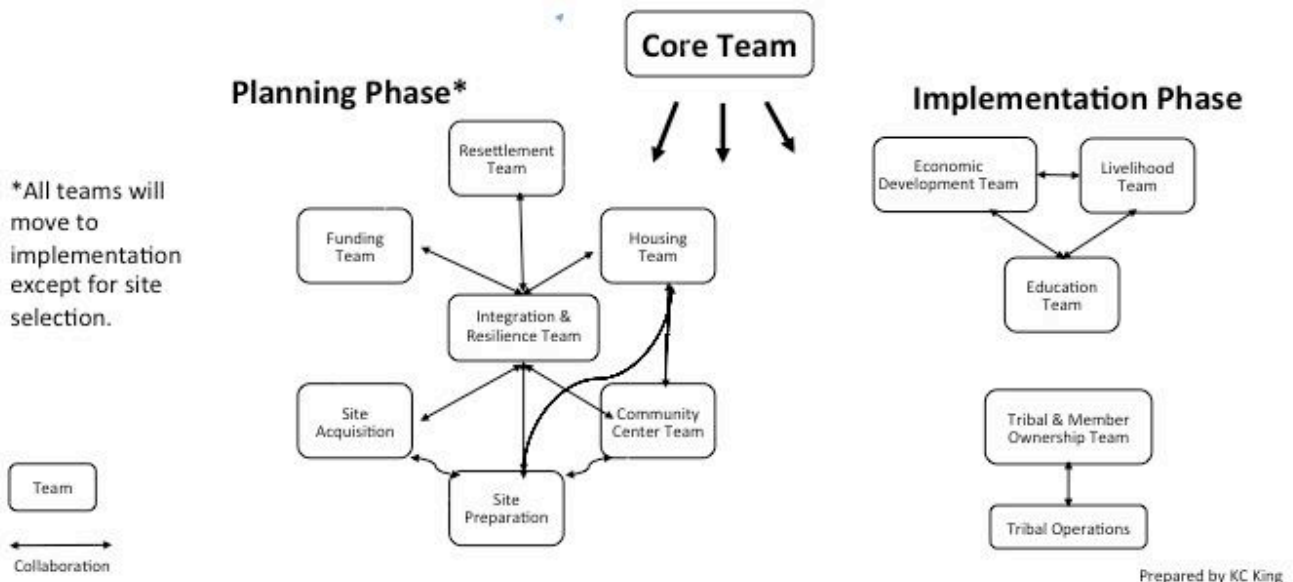 Core Team
Planning Phase*
Implementation Phase
Resettlement
Team
Economic
Development Team
Livelihood
Team
*All teams will
move to
implementation
except for site
selection.
Funding
Team
Housing
Team
Education
Team
Integration &
Resilience Team
Site
Acquisition
Community
Center Team
Tribal & Member
Ownership Team
Team
Site
Preparation
Tribal Operations
Collaboration
Prepared by KC King